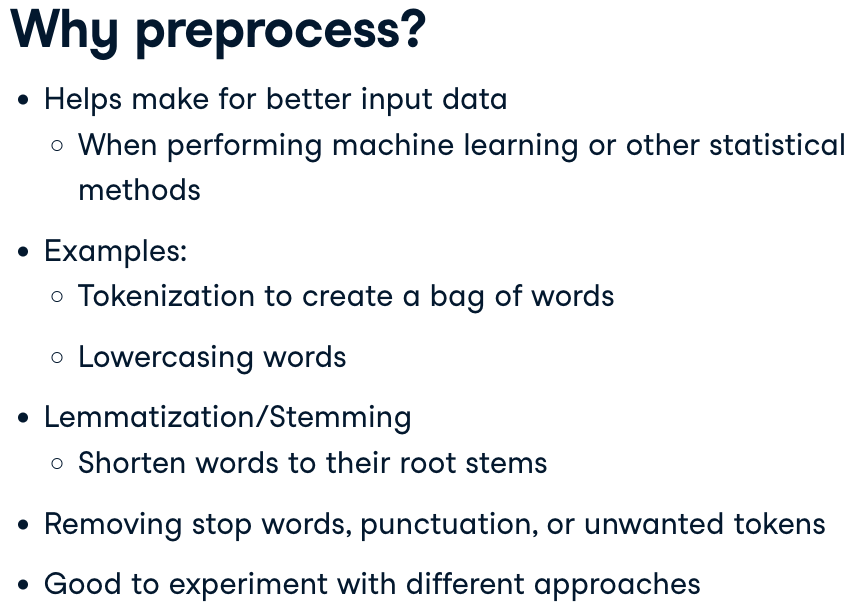 Why preprocess?
• Helps make for better input data
◦ When performing machine learning or other statistical
methods
• Examples:
◦ Tokenization to create a bag of words
◦ Lowercasing words
• Lemmatization/Stemming
◦ Shorten words to their root stems
• Removing stop words, punctuation, or unwanted tokens
• Good to experiment with different approaches